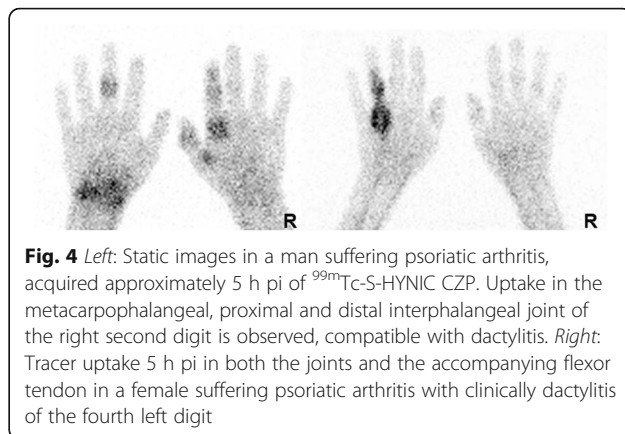 R
R
Fig. 4 Left: Static images in a man suffering psoriatic arthritis,
acquired approximately 5 h pi of 99mTc-S-HYNIC CZP. Uptake in the
metacarpophalangeal, proximal and distal interphalangeal joint of
the right second digit is observed, compatible with dactylitis. Right:
Tracer uptake 5 h pi in both the joints and the accompanying flexor
tendon in a female suffering psoriatic arthritis with clinically dactylitis
of the fourth left digit